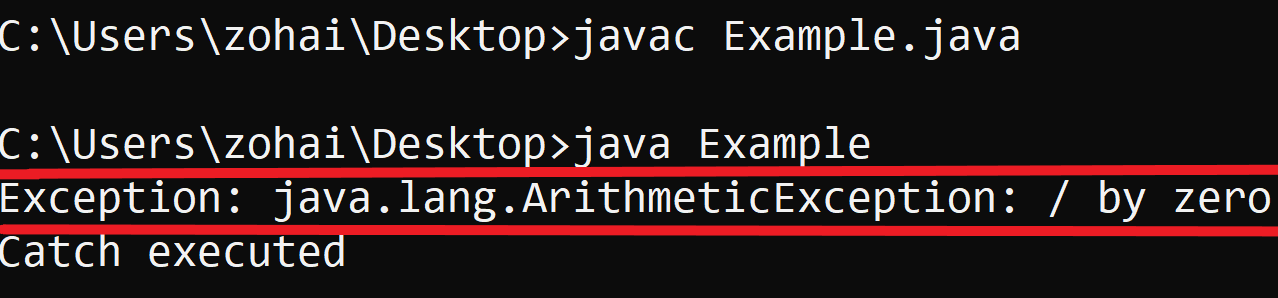 C:\Users\zohai\Desktop>javac Example.java
C:\Users\zohai\Desktop>java Example
Exception: java.lang.ArithmeticException: / by zero
Catch executed